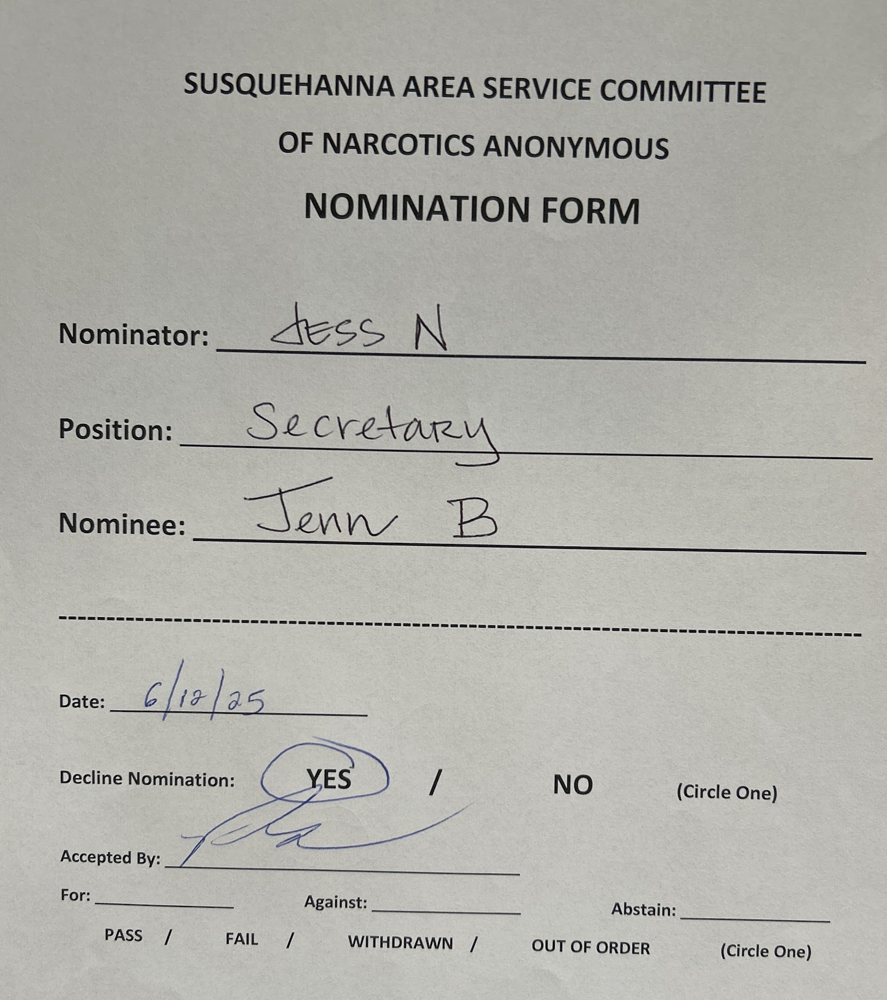 SUSQUEHANNA AREA SERVICE COMMITTEE
OF NARCOTICS ANONYMOUS
NOMINATION FORM
Nominator: JESS N
Position: Secretary
Nominee: Jenn B
Date: 6/12/25
Decline Nomination: YES / NO (Circle One)
Accepted By:
For: Against: Abstain:
PASS / FAIL / WITHDRAWN / OUT OF ORDER (Circle One)